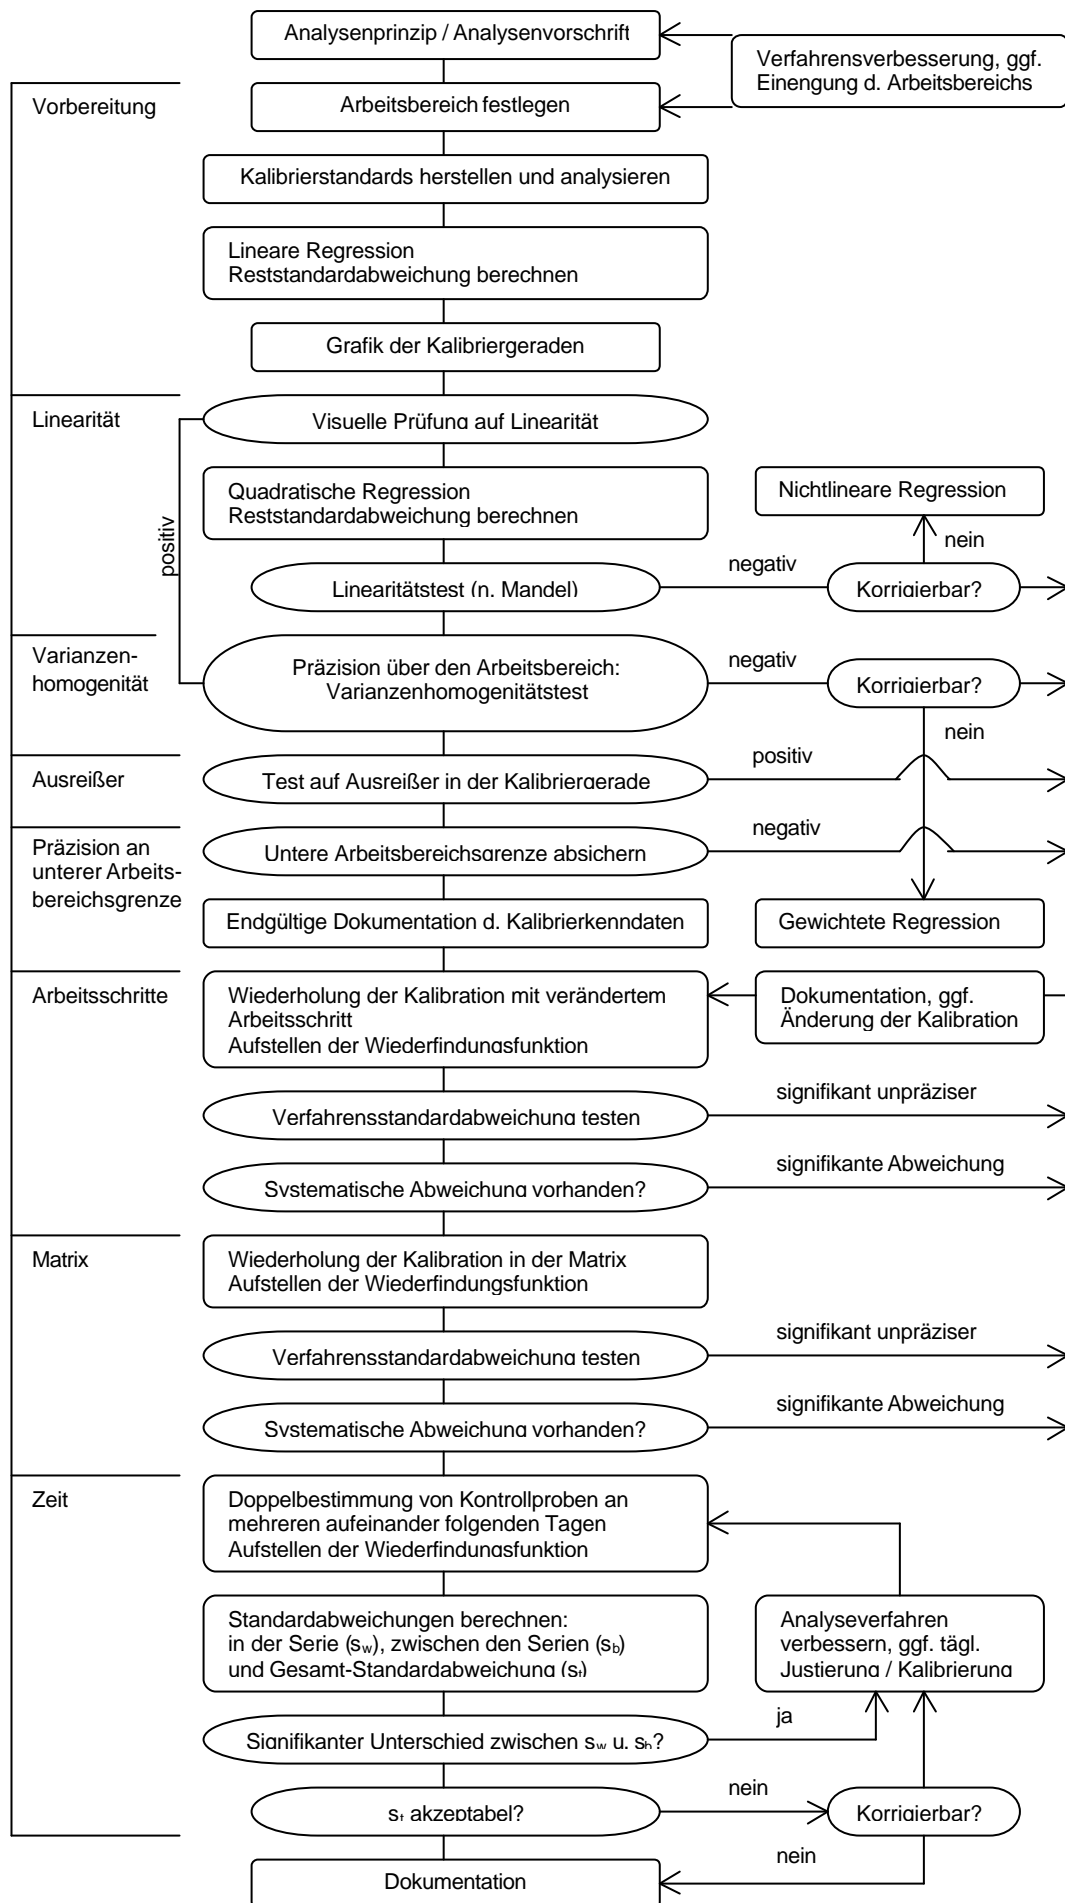 Analysenprinzip / Analysenvorschrift
Verfahrensverbesserung, ggf.
Einengung d. Arbeitsbereichs
Vorbereitung
Arbeitsbereich festlegen
Kalibrierstandards herstellen und analysieren
Lineare Regression
Reststandardabweichung berechnen
Grafik der Kalibriergeraden
Linearität
Visuelle Prüfung auf Linearität
positiv
Quadratische Regression
Reststandardabweichung berechnen
Nichtlineare Regression
nein
Linearitätstest (n. Mandel)
negativ
Korrigierbar?
Varianzen-
homogenität
Präzision über den Arbeitsbereich:
Varianzenhomogenitätstest
negativ
Korrigierbar?
nein
Ausreißer
Test auf Ausreißer in der Kalibriergerade
positiv
Präzision an
unterer Arbeits-
bereichsgrenze
Untere Arbeitsbereichsgrenze absichern
negativ
Endgültige Dokumentation d. Kalibrierkenndaten
Gewichtete Regression
Arbeitsschritte
Wiederholung der Kalibration mit verändertem
Arbeitsschritt
Aufstellen der Wiederfindungsfunktion
Dokumentation, ggf.
Änderung der Kalibration
Verfahrensstandardabweichung testen
signifikant unpräziser
Systematische Abweichung vorhanden?
signifikante Abweichung
Matrix
Wiederholung der Kalibration in der Matrix
Aufstellen der Wiederfindungsfunktion
Verfahrensstandardabweichung testen
signifikant unpräziser
Systematische Abweichung vorhanden?
signifikante Abweichung
Zeit
Doppelbestimmung von Kontrollproben an
mehreren aufeinander folgenden Tagen
Aufstellen der Wiederfindungsfunktion
Standardabweichungen berechnen:
in der Serie (sw), zwischen den Serien (sb)
und Gesamt-Standardabweichung (st)
Analyseverfahren
verbessern, ggf. tägl.
Justierung / Kalibrierung
Signifikanter Unterschied zwischen sw u. sb?
ja
st akzeptabel?
nein
Korrigierbar?
nein
Dokumentation